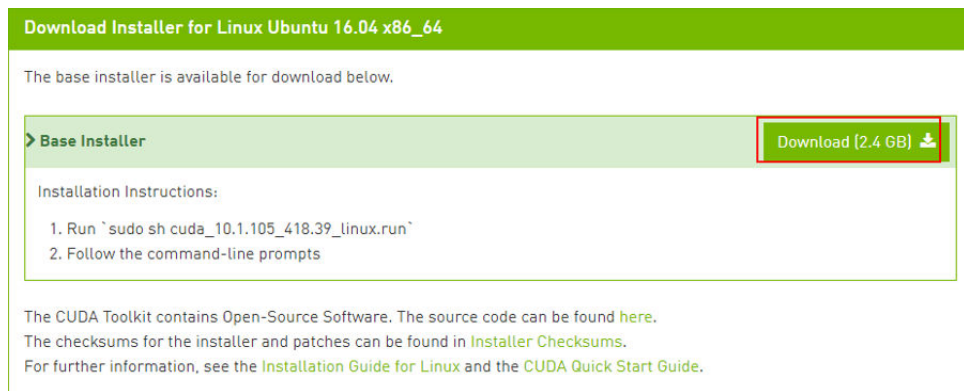 Download Installer for Linux Ubuntu 16.04 x86_64
The base installer is available for download below.
Base Installer
Download (2.4 GB)
Installation Instructions:
1. Run `sudo sh cuda_10.1.105_418.39_linux.run`
2. Follow the command-line prompts
The CUDA Toolkit contains Open-Source Software. The source code can be found here.
The checksums for the installer and patches can be found in Installer Checksums.
For further information, see the Installation Guide for Linux and the CUDA Quick Start Guide.